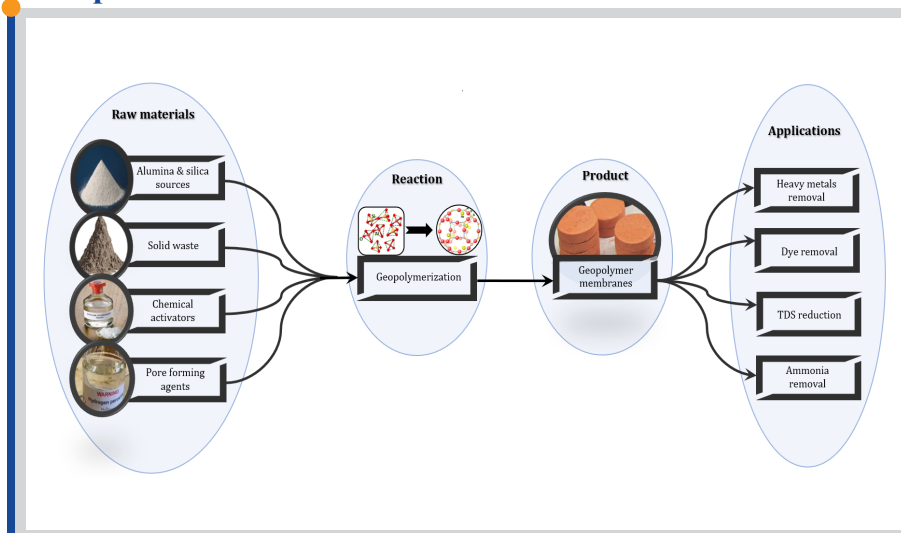 Raw materials
Alumina & silica
sources
Solid waste
Chemical
activators
Pore forming
agents
Reaction
Geopolymerization
Product
Geopolymer
membranes
Applications
Heavy metals
removal
Dye removal
TDS reduction
Ammonia
removal